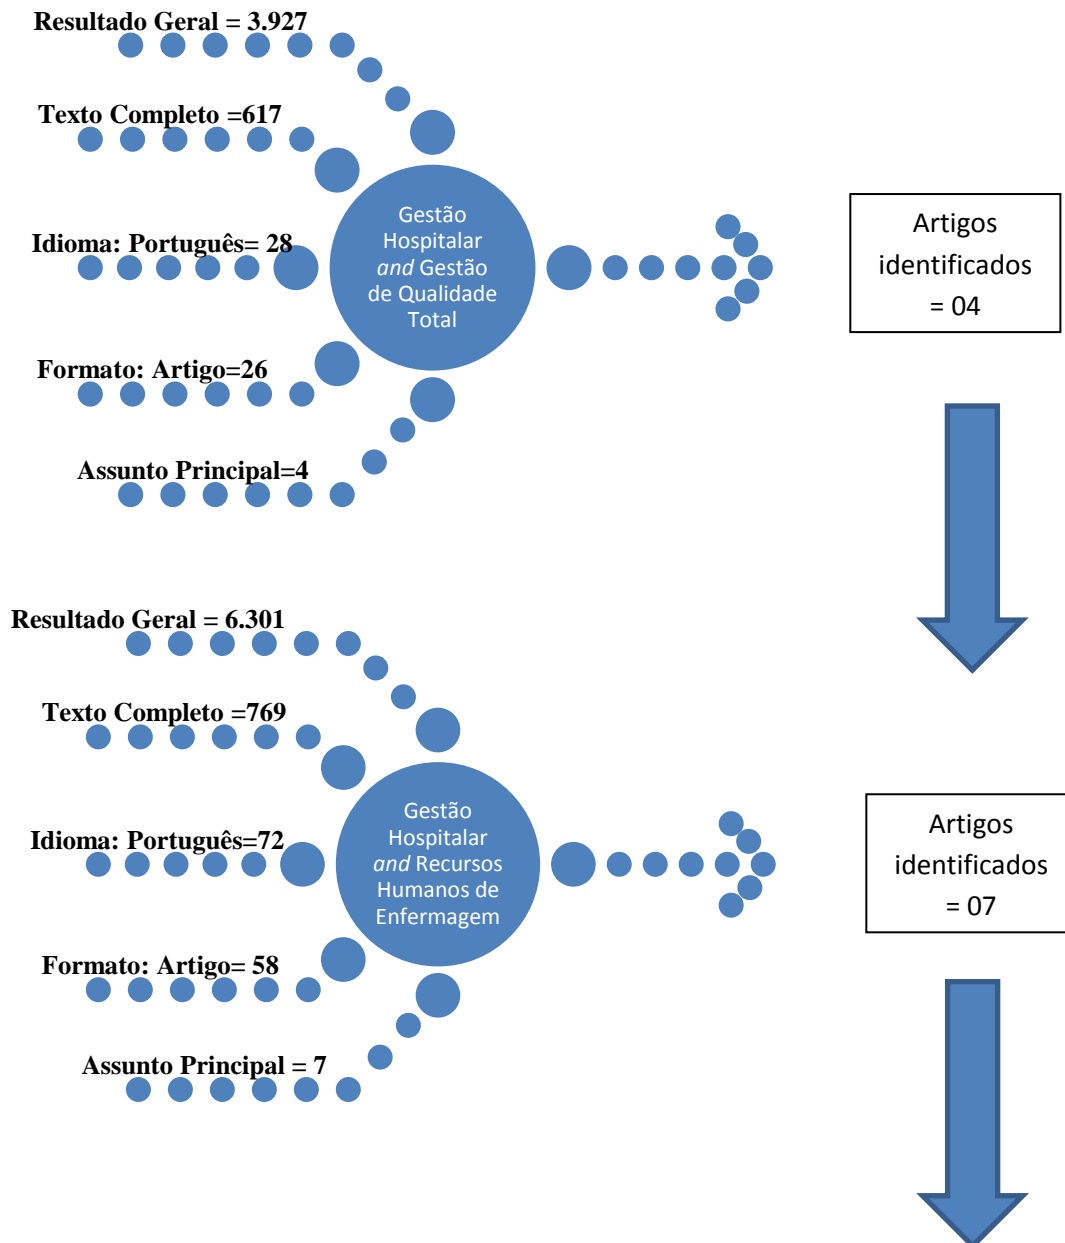 Resultado Geral = 3.927
Texto Completo =617
Idioma: Português= 28
Formato: Artigo=26
Assunto Principal=4
Gestão
Hospitalar
and Gestão
de Qualidade
Total
Artigos
identificados
= 04
Resultado Geral = 6.301
Texto Completo =769
Idioma: Português=72
Formato: Artigo= 58
Assunto Principal = 7
Gestão
Hospitalar
and Recursos
Humanos de
Enfermagem
Artigos
identificados
= 07